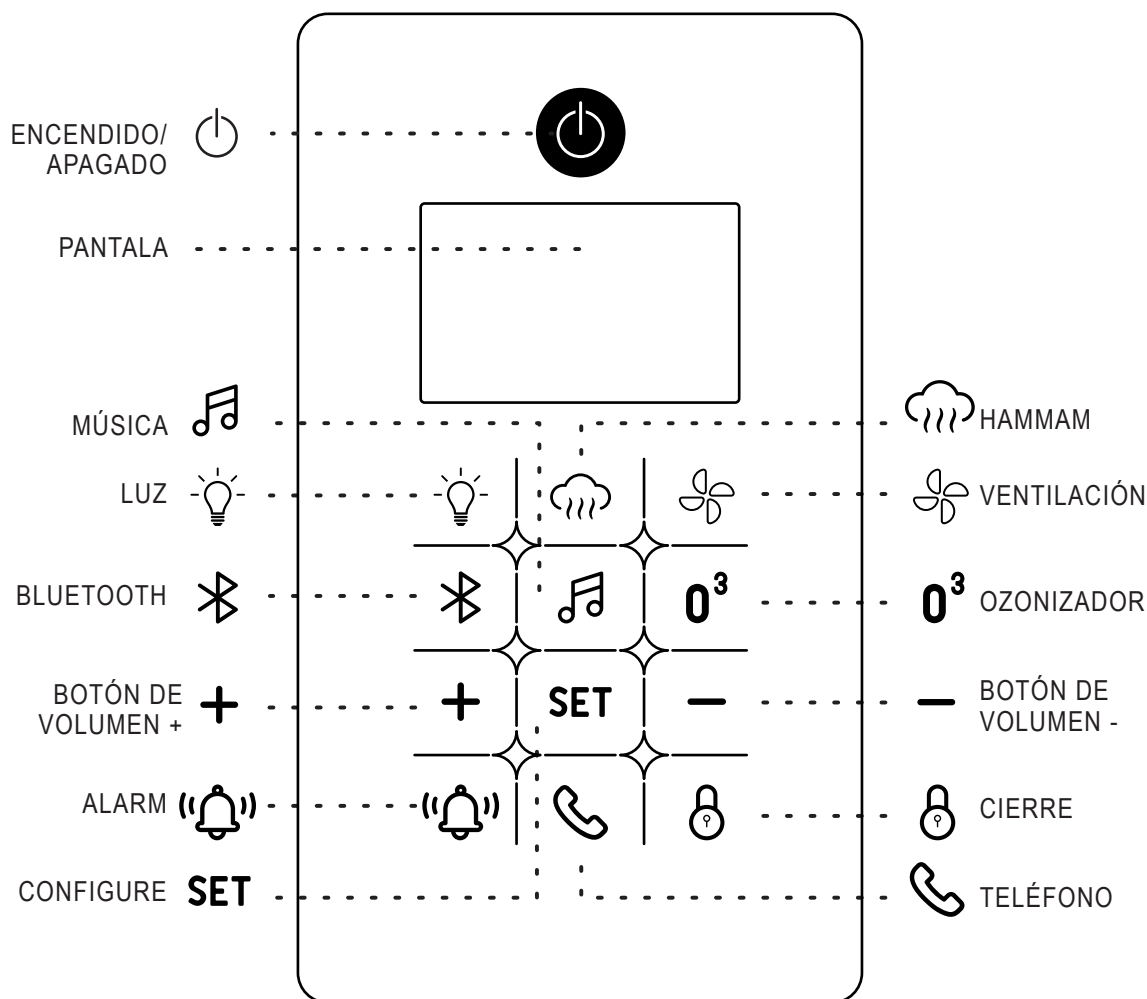 ENCENDIDO/
APAGADO
PANTALA
MÚSICA
HAMMAM
LUZ
VENTILACIÓN
BLUETOOTH
0³
0³
OZONIZADOR
BOTÓN DE
VOLUMEN +
+
+
SET
−
−
BOTÓN DE
VOLUMEN -
ALARM
CIERRE
CONFIGURE
SET
TELÉFONO